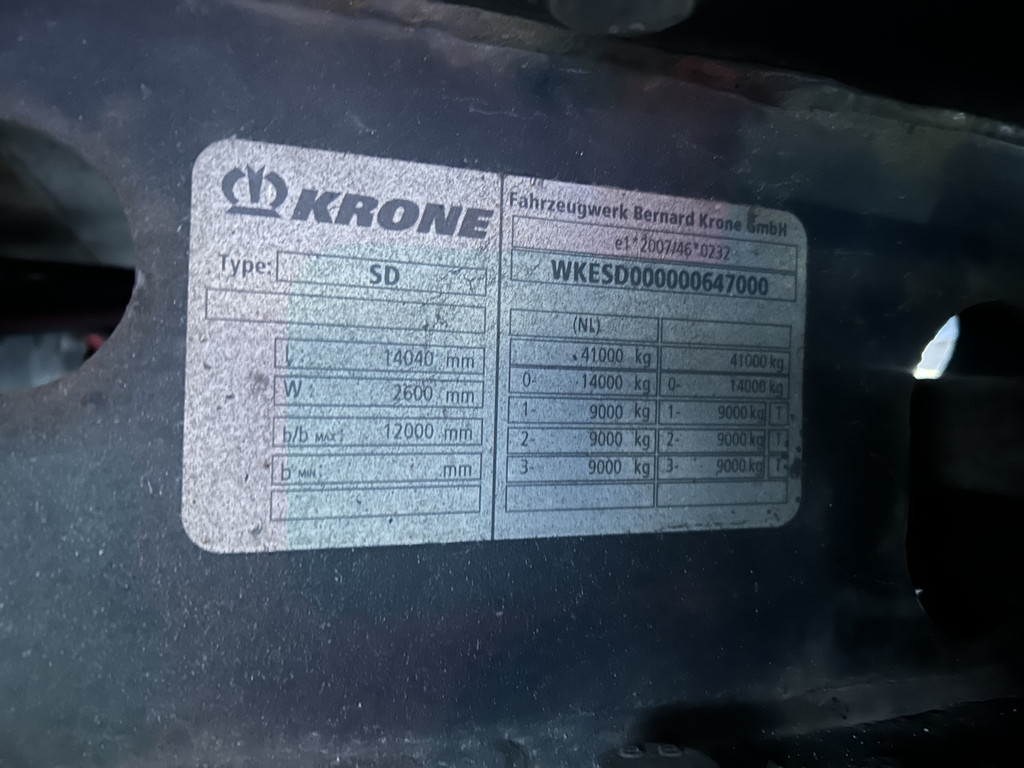 KRONE
Type: SD
L: 14040 mm
W: 2600 mm
b/b MAX: 12000 mm
b MIN: mm
Fahrzeugwerk Bernard Krone GmbH
e1*2007/46*0232
WKESD000000647000
(NL)
41000 kg 41000 kg
0- 14000 kg 0- 14000 kg
1- 9000 kg 1- 9000 kg T
2- 9000 kg 2- 9000 kg T
3- 9000 kg 3- 9000 kg T